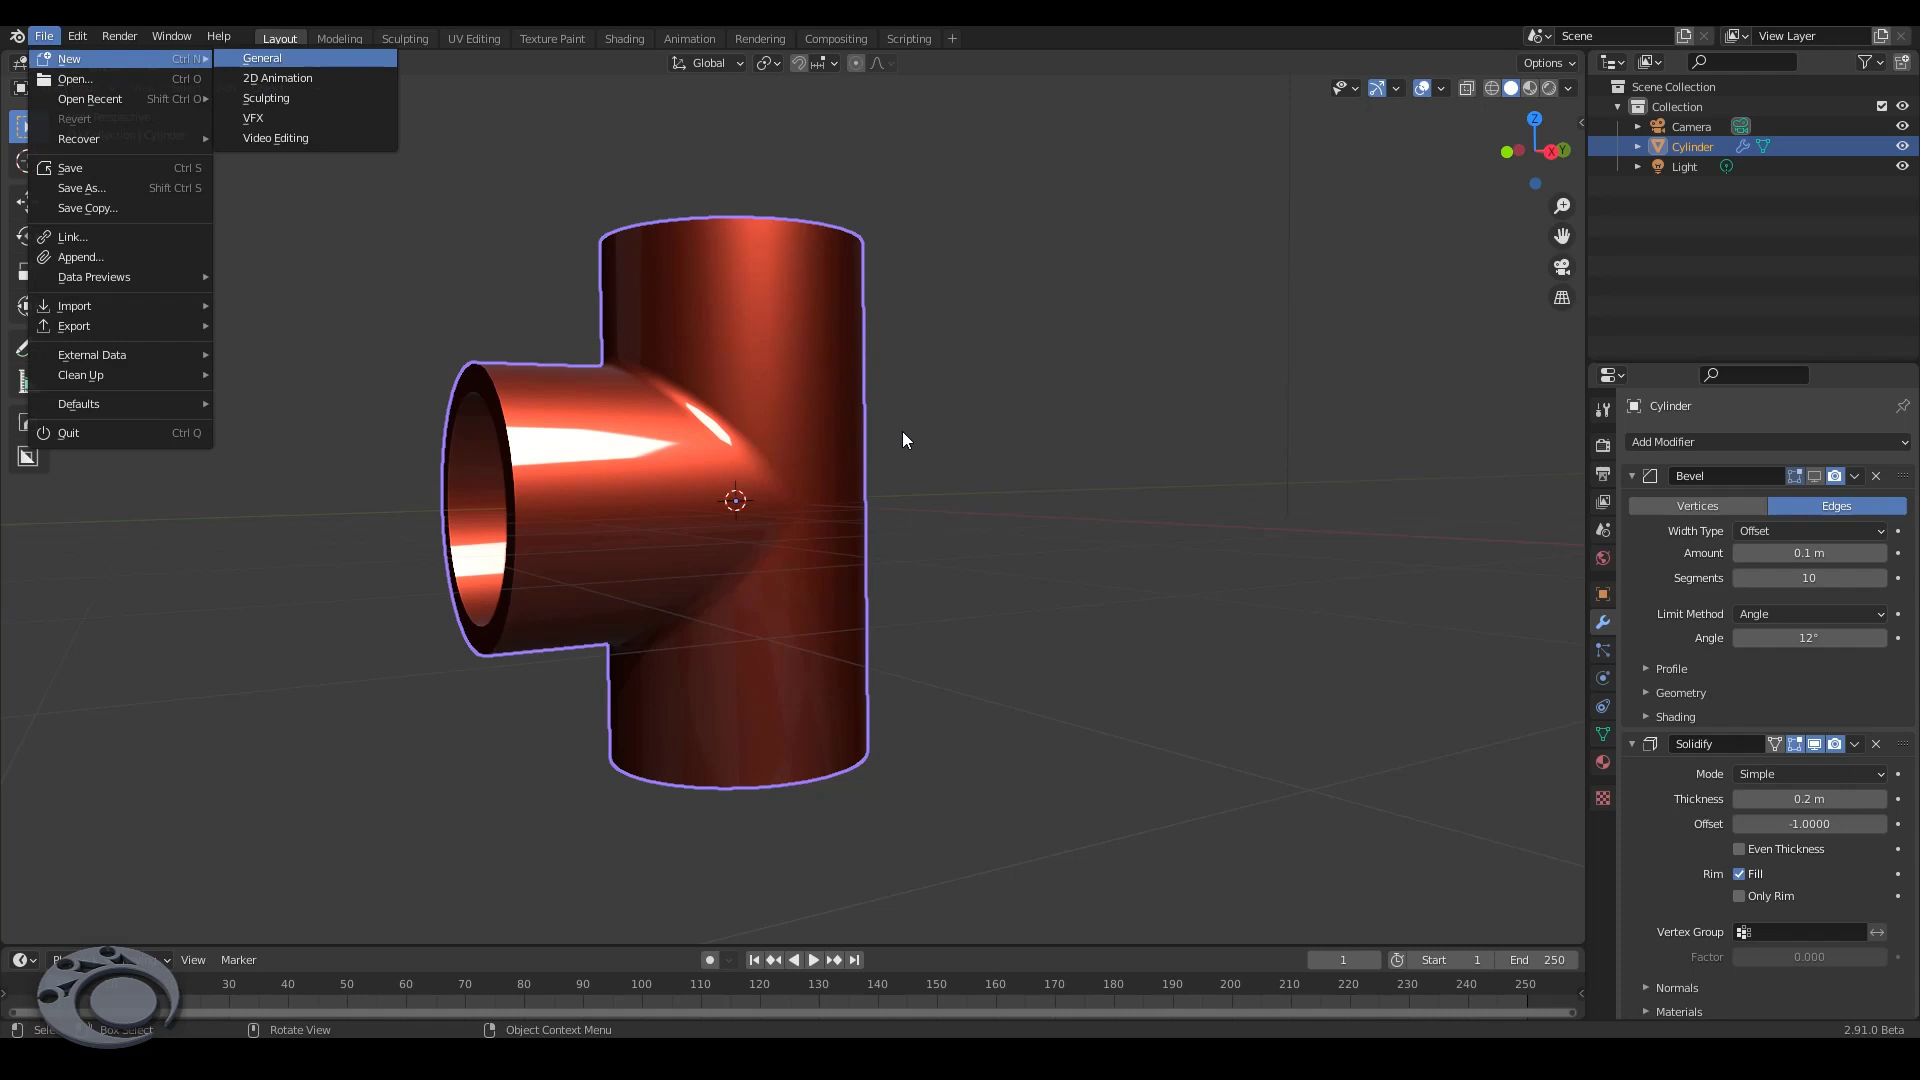 File Edit Render Window Help Layout Modeling Sculpting UV Editing Texture Paint Shading Animation Rendering Compositing Scripting + Scene View Layer
New Ctrl N
General
2D Animation
Sculpting
VFX
Video Editing
Open... Ctrl O
Open Recent Shift Ctrl O
Revert
Recover
Save Ctrl S
Save As... Shift Ctrl S
Save Copy...
Link...
Append...
Data Previews
Import
Export
External Data
Clean Up
Defaults
Quit Ctrl Q
Global
Options
Z
X
Y
Scene Collection
Collection
Camera
Cylinder
Light
Cylinder
Add Modifier
Bevel
Vertices Edges
Width Type Offset
Amount 0.1 m
Segments 10
Limit Method Angle
Angle 12°
Profile
Geometry
Shading
Solidify
Mode Simple
Thickness 0.2 m
Offset -1.0000
Even Thickness
Rim Fill
Only Rim
Vertex Group
Factor 0.000
Normals
Materials
View Marker 1 Start 1 End 250
30 40 50 60 70 80 90 100 110 120 130 140 150 160 170 180 190 200 210 220 230 240 250
Box Select Rotate View Object Context Menu 2.91.0 Beta